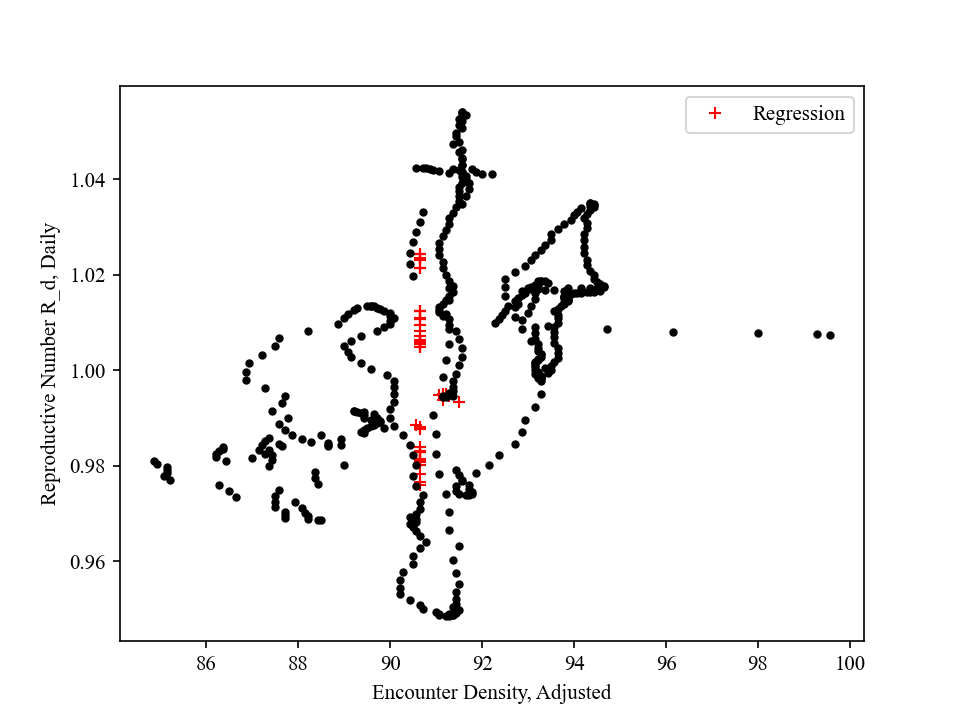 Regression
1.04
1.02
1.00
0.98
0.96
Reproductive Number R_d, Daily
86 88 90 92 94 96 98 100
Encounter Density, Adjusted